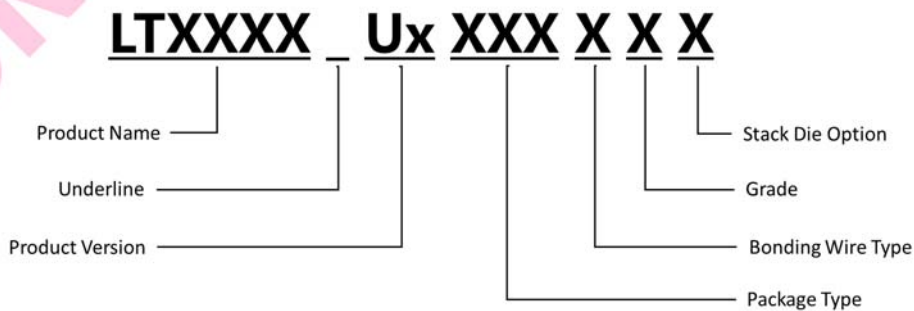 LTXXXX _ Ux XXX X X X
Product Name
Stack Die Option
Underline
Grade
Product Version
Bonding Wire Type
Package Type